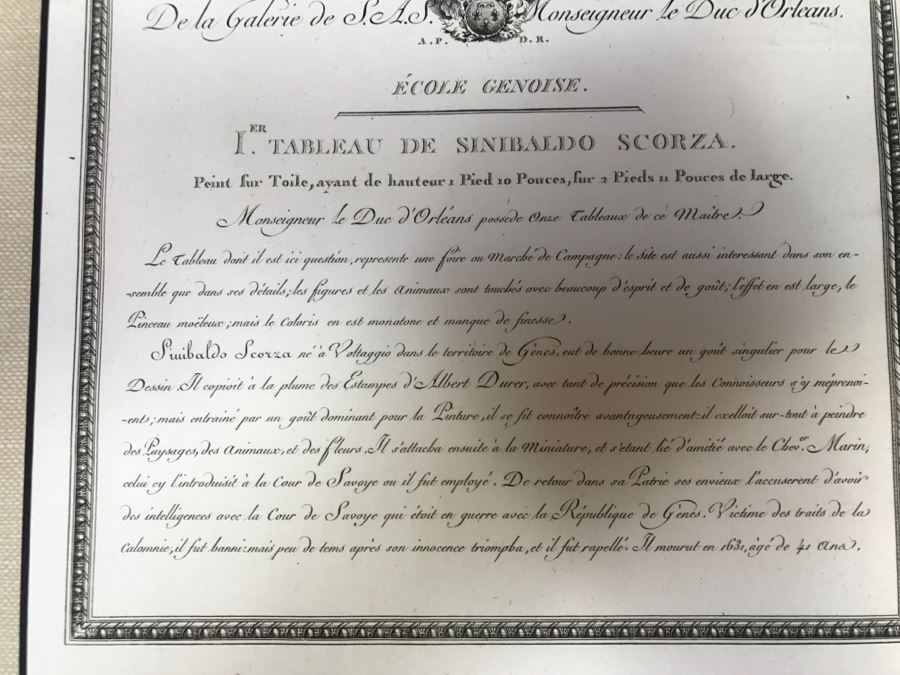 De la Galerie de S. A. S. Monseigneur le Duc d'Orléans.
A. P. D. R.
ÉCOLE GENOISE.
I.ER TABLEAU DE SINIBALDO SCORZA.
Peint sur Toile, ayant de hauteur 1 Pied 10 Pouces, sur 2 Pieds 11 Pouces de large.
Monseigneur le Duc d'Orléans possede Onze Tableaux de cè Maître.
Le Tableau dont il est ici question, represente une foire ou Marché de Campagne: le site est aussi interessant dans son en-
-semble que dans ses détails; les figures et les animaux sont touchés avec beaucoup d'esprit et de goût; l'effet en est large, le
Pinceau moëleux; mais le Coloris en est monotone et manque de finesse.
Sinibaldo Scorza né à Voltaggio dans le territoire de Gênes, eut de bonne heure un goût singulier pour le
Dessin. Il copioit à la plume des Estampes d'Albert Durer, avec tant de précision que les Connoisseurs s'y méprenoi-
-ent; mais entrainé par un goût dominant pour la Peinture, il se fit connoître avantageusement: il exelloit sur-tout à peindre
des Paysages, des Animaux, et des fleurs. Il s'attacha ensuite à la Miniature, et s'étant lié d'amitié avec le Chev.er Marin,
celui cy l'introduisit à la Cour de Savoye ou il fut employé. De retour dans sa Patrie ses envieux l'accuserent d'avoir
des intelligences avec la Cour de Savoye qui étoit en guerre avec la République de Gênes. Victime des traits de la
Calomnie, il fut banni: mais peu de tems après son innocence triompha, et il fut rapellé. Il mourut en 1631, âgé de 41 Ans.